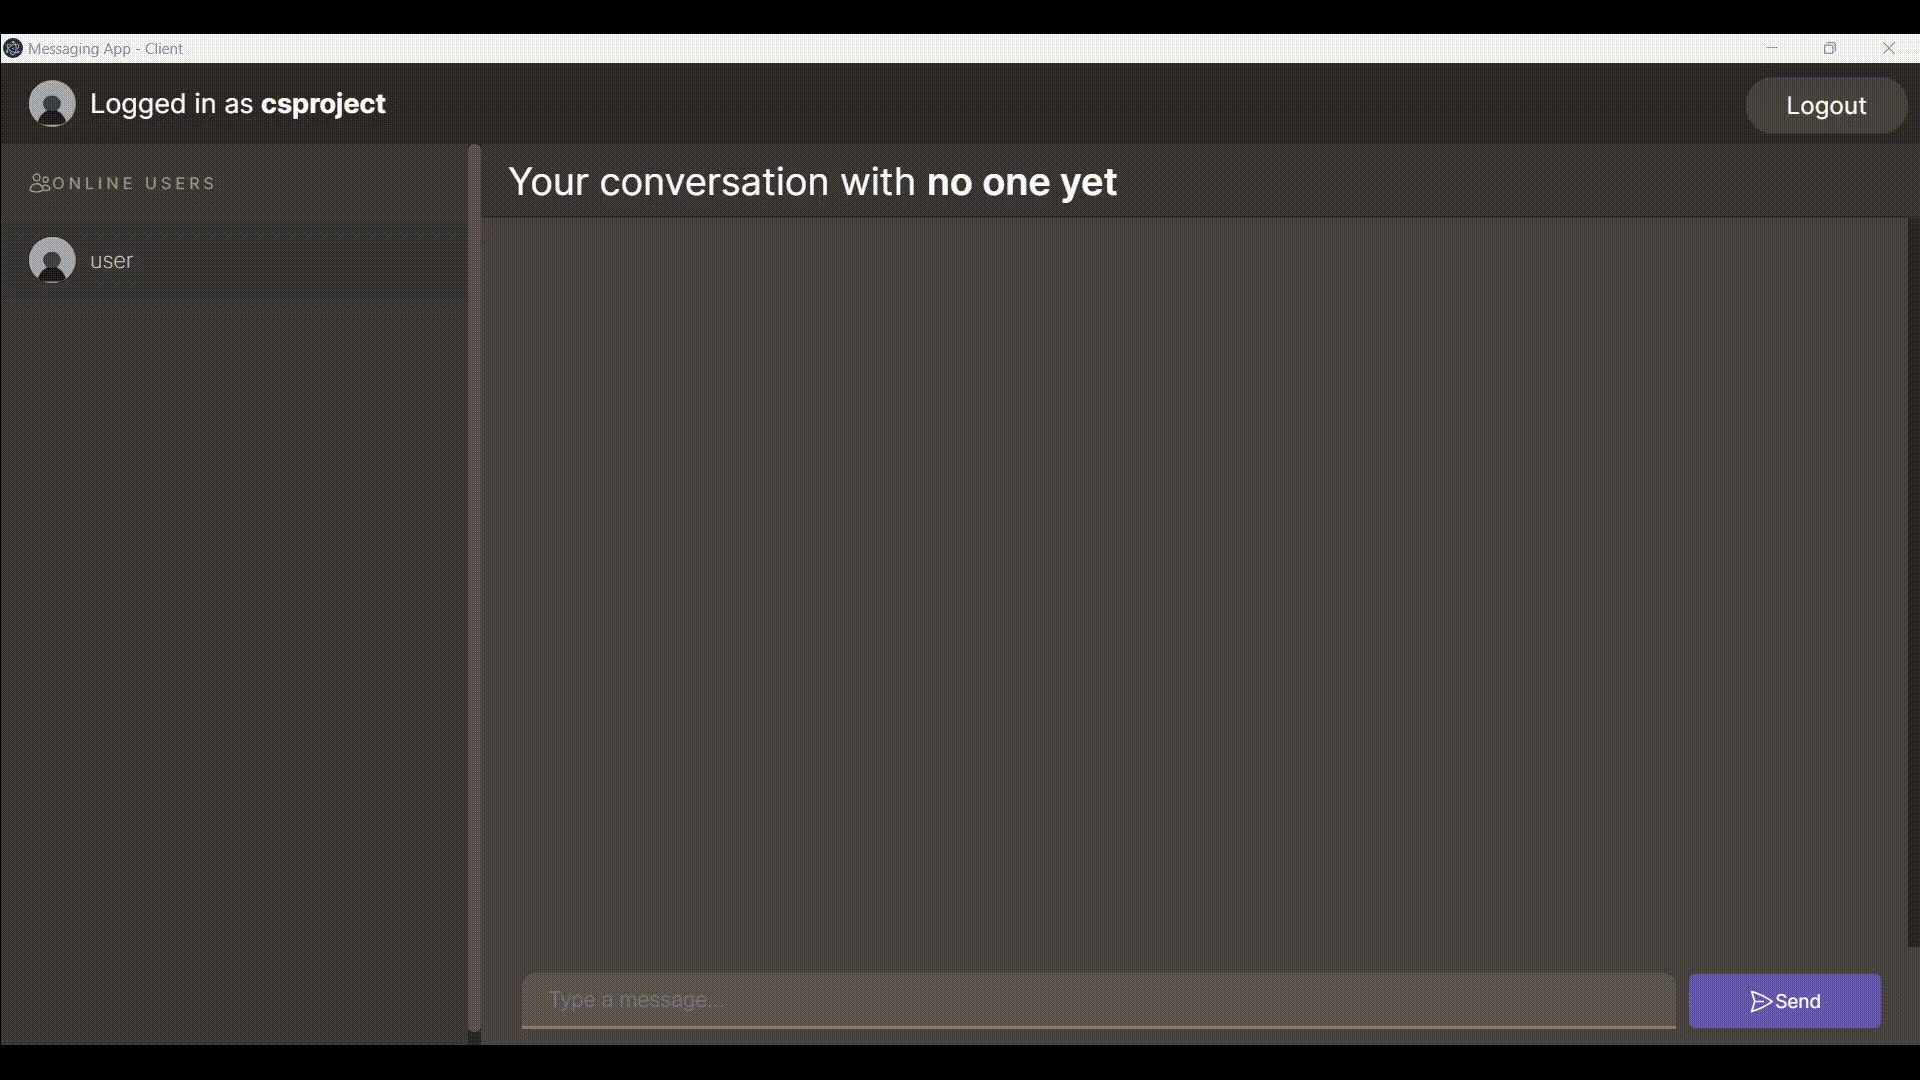 Messaging App - Client
Logged in as csproject
Logout
ONLINE USERS
Your conversation with no one yet
user
Type a message...
Send